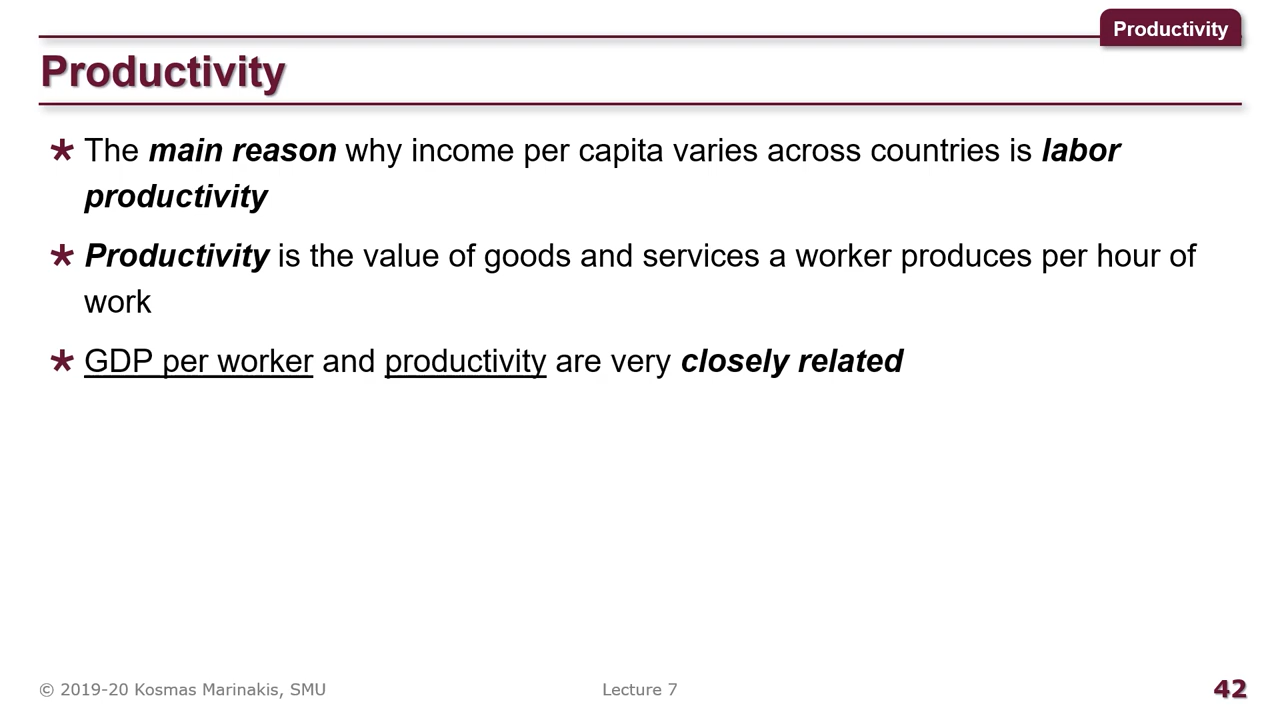 Productivity
Productivity
* The main reason why income per capita varies across countries is labor
productivity
* Productivity is the value of goods and services a worker produces per hour of
work
* GDP per worker and productivity are very closely related
© 2019-20 Kosmas Marinakis, SMU
Lecture 7
42